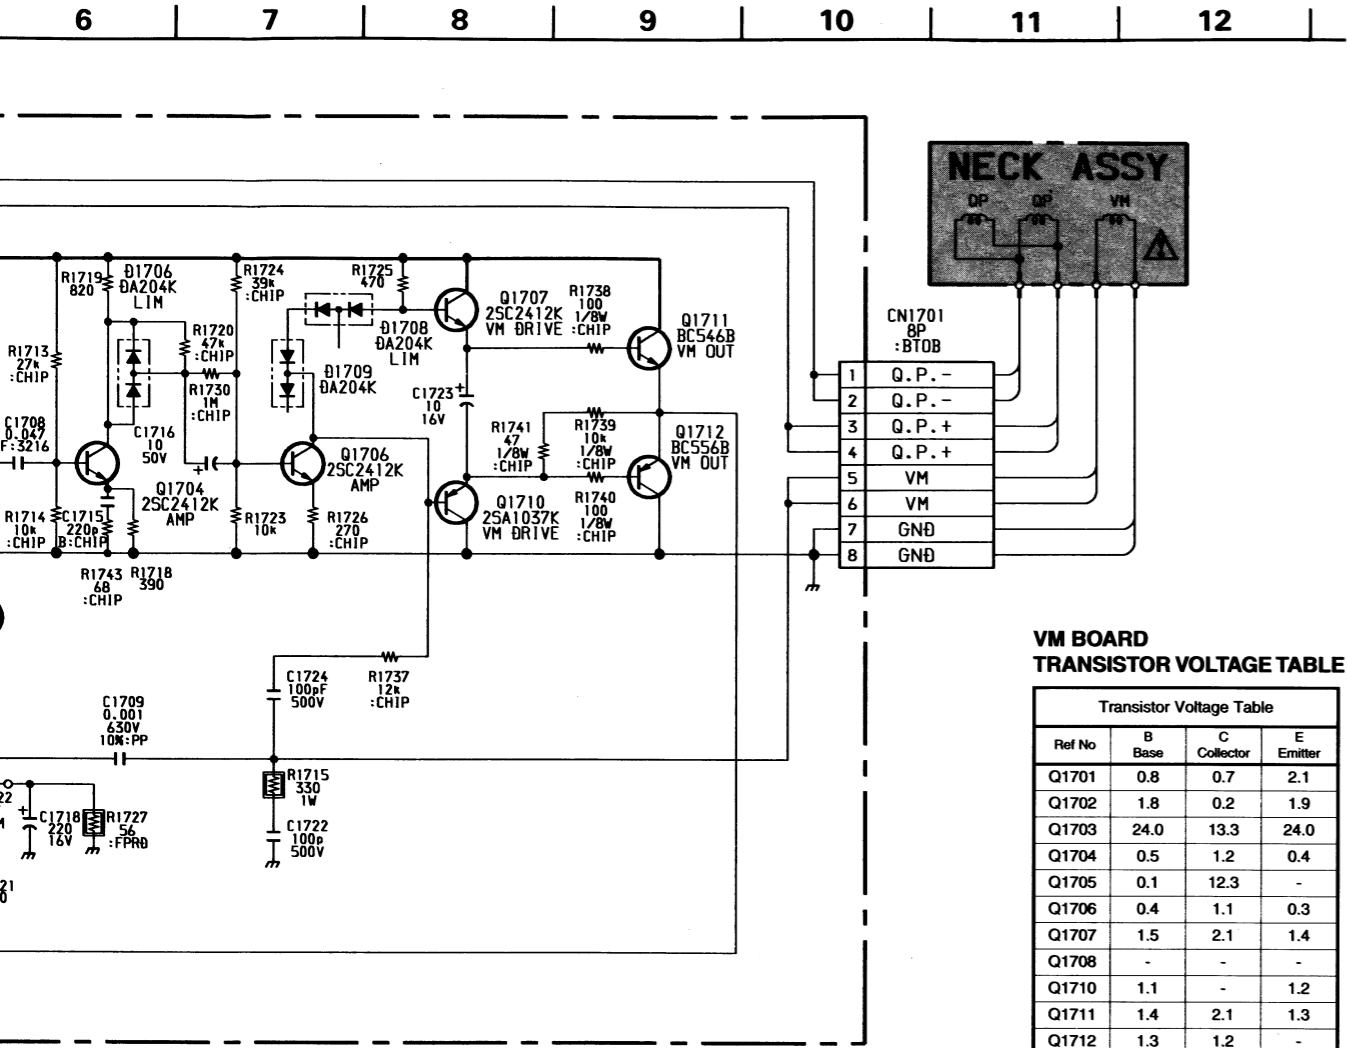 6 7 8 9 10 11 12
NECK ASSY
QP QP VM
R1719
820
D1706
DA204K
LIM
R1724
39k
:CHIP
R1725
470
Q1707
2SC2412K
VM DRIVE
R1738
100
1/8W
:CHIP
Q1711
BC546B
VM OUT
R1720
47k
:CHIP
D1708
DA204K
LIM
R1713
27k
:CHIP
R1730
1M
:CHIP
D1709
DA204K
C1723
10
16V
C1708
0.047
F:3216
C1716
10
50V
R1741
47
1/8W
:CHIP
R1739
10k
1/8W
:CHIP
Q1712
BC556B
VM OUT
Q1706
2SC2412K
AMP
Q1704
2SC2412K
AMP
Q1710
2SA1037K
VM DRIVE
R1740
100
1/8W
:CHIP
R1714
10k
:CHIP
C1715
220p
B:CHIP
R1723
10k
R1726
270
:CHIP
R1743
68
:CHIP
R1718
390
CN1701
8P
:BTOB
1 Q.P.-
2 Q.P.-
3 Q.P.+
4 Q.P.+
5 VM
6 VM
7 GND
8 GND
C1724
100pF
500V
R1737
12k
:CHIP
C1709
0.001
630V
10%:PP
R1715
330
1W
C1722
100p
500V
22
C1718
220
16V
R1727
56
:FPRD
21
0
VM BOARD
TRANSISTOR VOLTAGE TABLE
Transistor Voltage Table
Ref No B Base C Collector E Emitter
Q1701 0.8 0.7 2.1
Q1702 1.8 0.2 1.9
Q1703 24.0 13.3 24.0
Q1704 0.5 1.2 0.4
Q1705 0.1 12.3 -
Q1706 0.4 1.1 0.3
Q1707 1.5 2.1 1.4
Q1708 - - -
Q1710 1.1 - 1.2
Q1711 1.4 2.1 1.3
Q1712 1.3 1.2 -